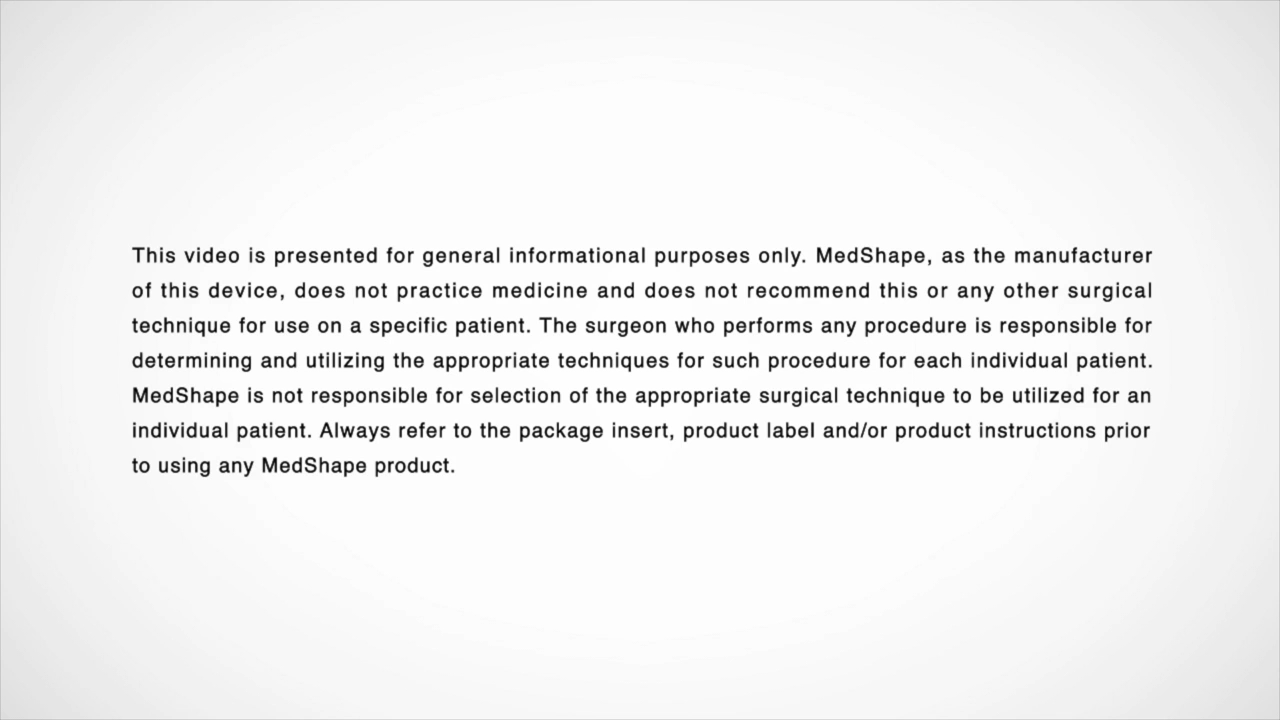 This video is presented for general informational purposes only. MedShape, as the manufacturer
of this device, does not practice medicine and does not recommend this or any other surgical
technique for use on a specific patient. The surgeon who performs any procedure is responsible for
determining and utilizing the appropriate techniques for such procedure for each individual patient.
MedShape is not responsible for selection of the appropriate surgical technique to be utilized for an
individual patient. Always refer to the package insert, product label and/or product instructions prior
to using any MedShape product.